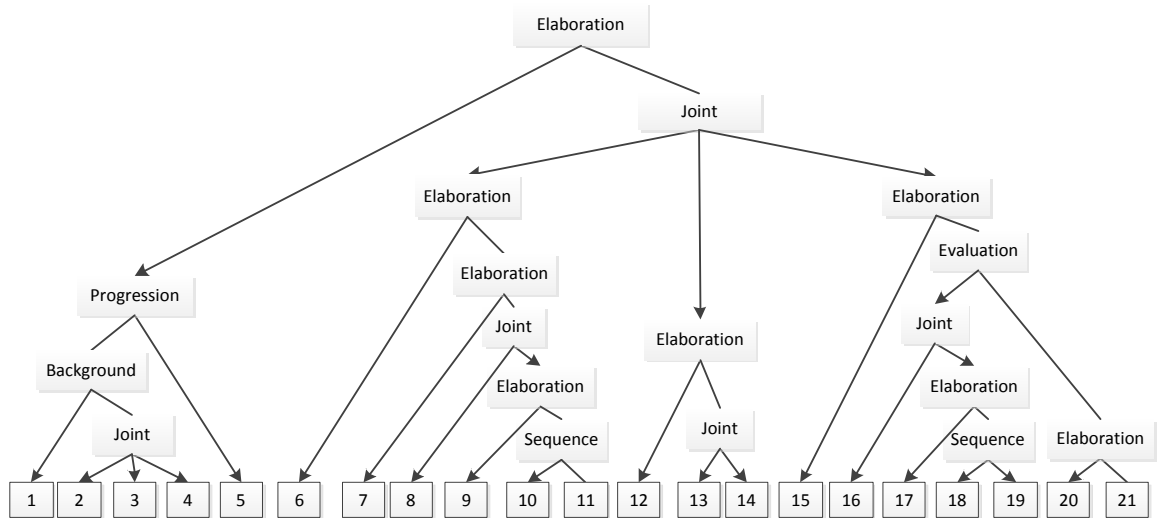 Elaboration
Joint
Elaboration Elaboration
Evaluation
Elaboration
Progression
Joint Joint
Elaboration
Background
Elaboration Elaboration
Joint Joint
Sequence Sequence Elaboration
1 2 3 4 5 6 7 8 9 10 11 12 13 14 15 16 17 18 19 20 21